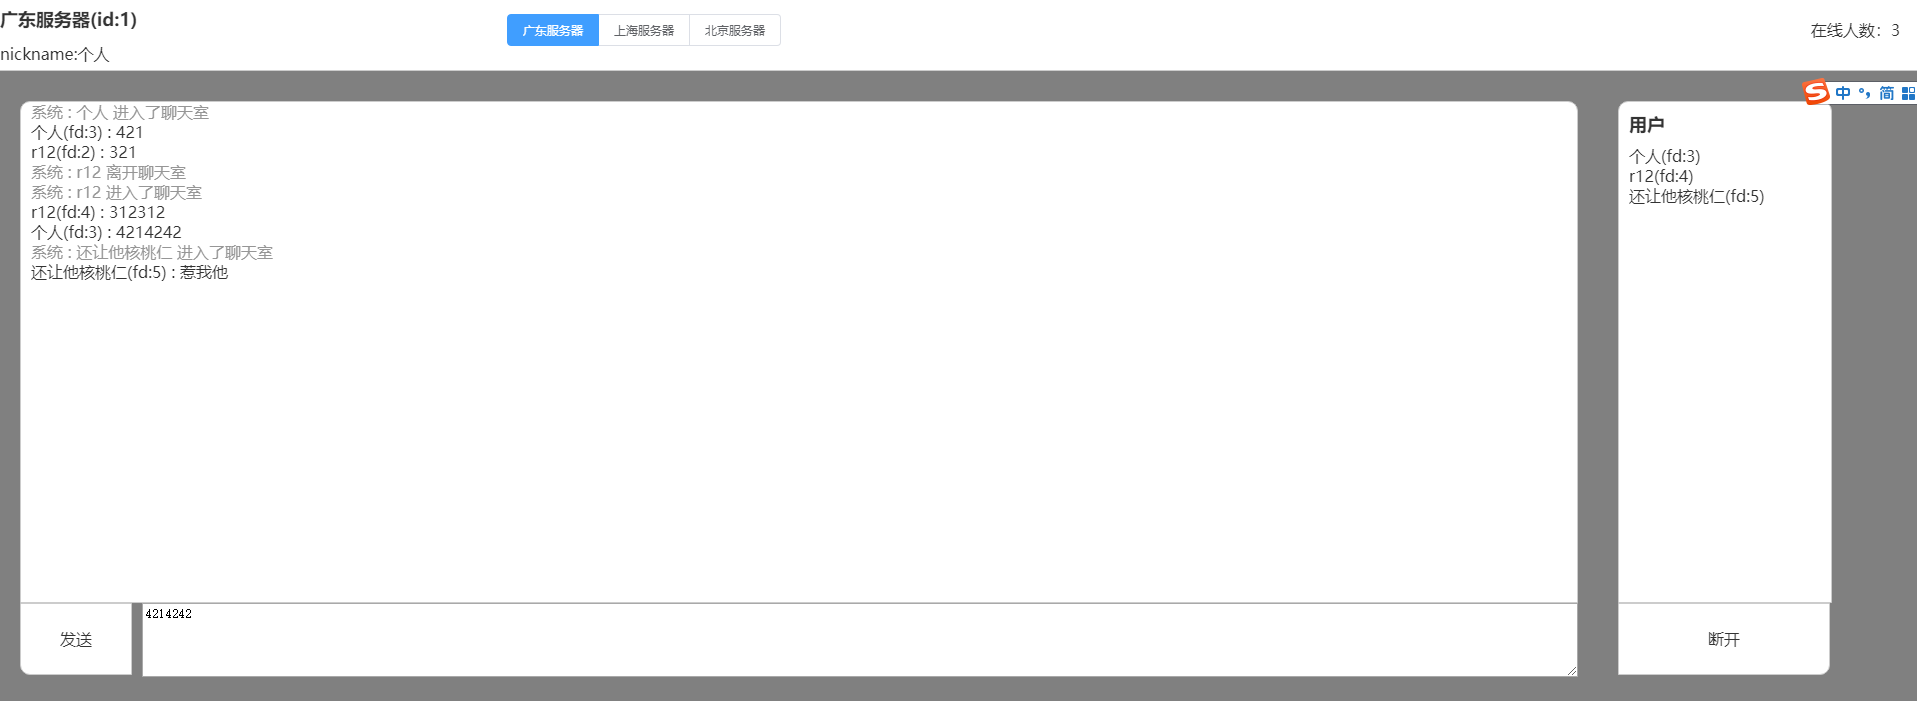 广东服务器(id:1)
nickname:个人
广东服务器 上海服务器 北京服务器
在线人数：3
中 °, 简
系统 : 个人 进入了聊天室
个人(fd:3) : 421
r12(fd:2) : 321
系统 : r12 离开聊天室
系统 : r12 进入了聊天室
r12(fd:4) : 312312
个人(fd:3) : 4214242
系统 : 还让他核桃仁 进入了聊天室
还让他核桃仁(fd:5) : 惹我他
用户
个人(fd:3)
r12(fd:4)
还让他核桃仁(fd:5)
发送
4214242
断开